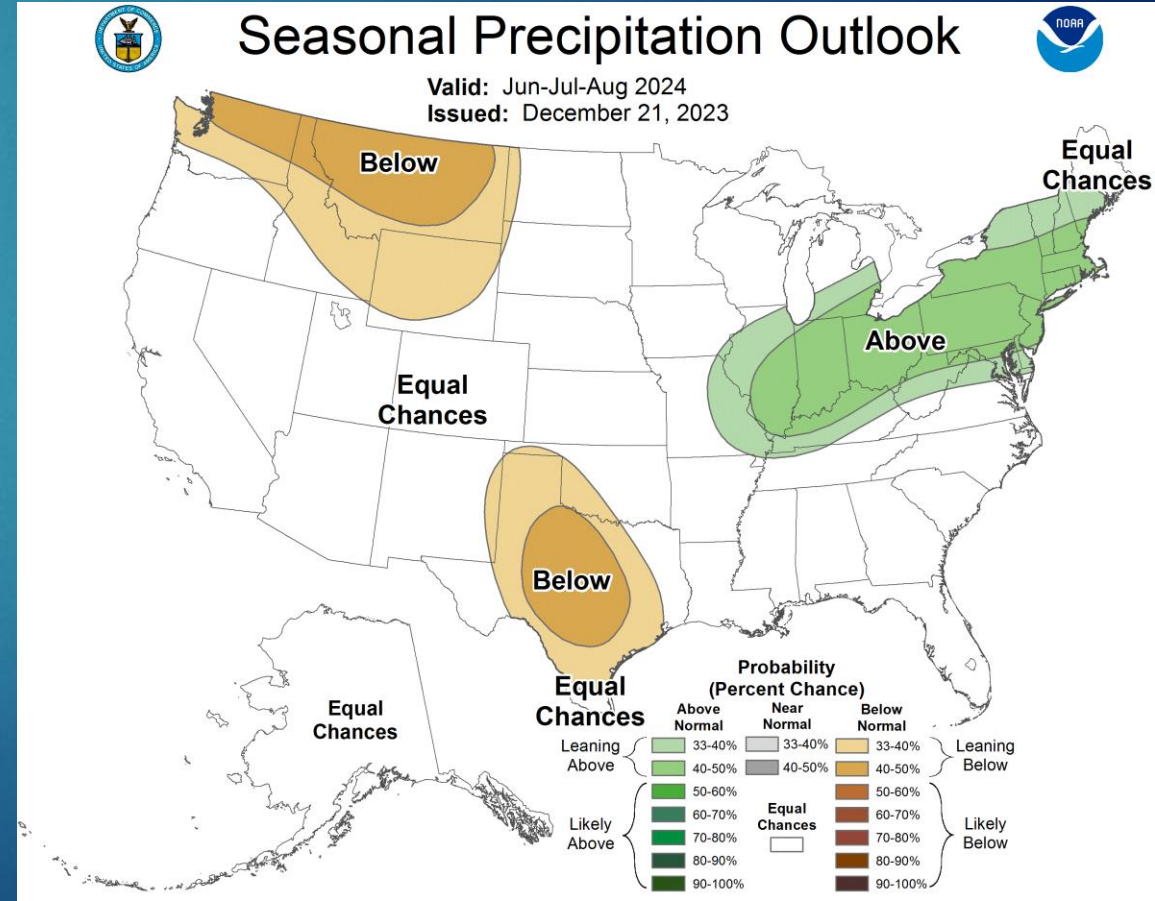 Seasonal Precipitation Outlook
NOAA
Valid: Jun-Jul-Aug 2024
Issued: December 21, 2023
Below
Equal
Chances
Above
Equal
Chances
Below
Equal
Chances
Equal
Chances
Probability
(Percent Chance)
Above Normal
Near Normal
Below Normal
Leaning Above
33-40%
33-40%
33-40%
Leaning Below
40-50%
40-50%
40-50%
Likely Above
50-60%
50-60%
Likely Below
60-70%
60-70%
Equal Chances
70-80%
70-80%
80-90%
80-90%
90-100%
90-100%